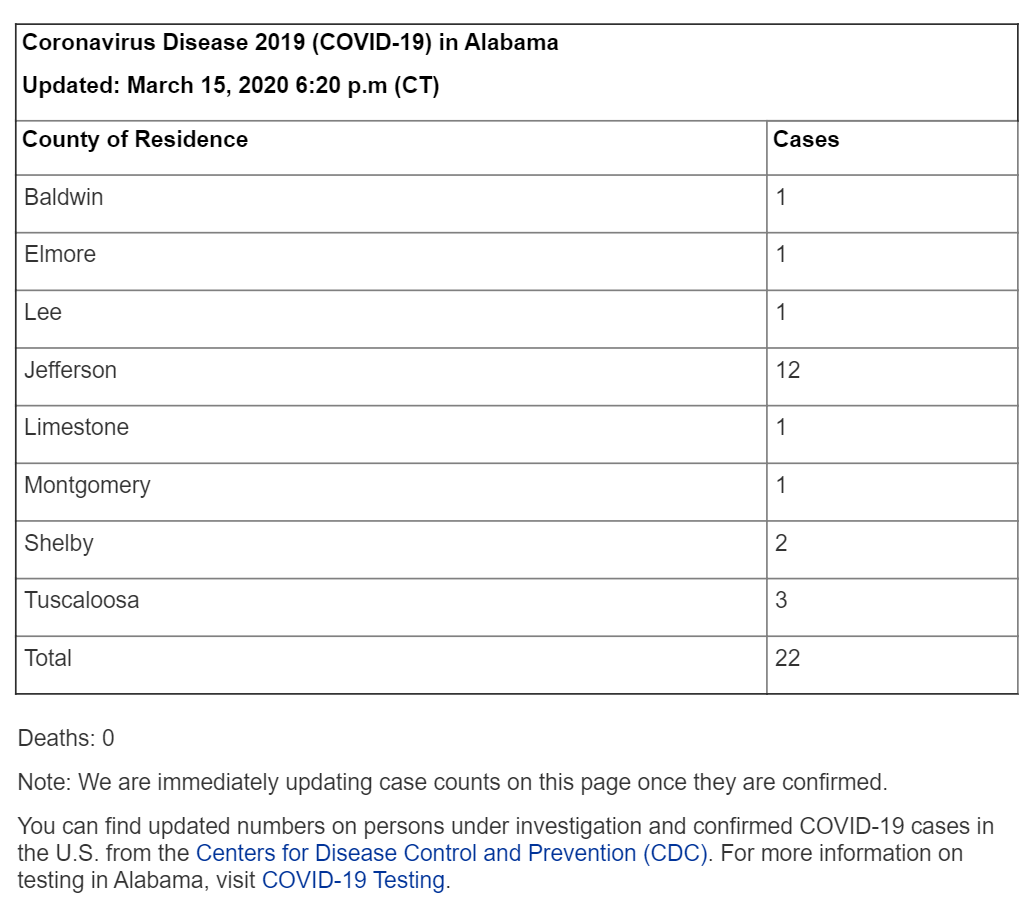 Coronavirus Disease 2019 (COVID-19) in Alabama
Updated: March 15, 2020 6:20 p.m (CT)
County of Residence Cases
Baldwin 1
Elmore 1
Lee 1
Jefferson 12
Limestone 1
Montgomery 1
Shelby 2
Tuscaloosa 3
Total 22
Deaths: 0
Note: We are immediately updating case counts on this page once they are confirmed.
You can find updated numbers on persons under investigation and confirmed COVID-19 cases in
the U.S. from the Centers for Disease Control and Prevention (CDC). For more information on
testing in Alabama, visit COVID-19 Testing.